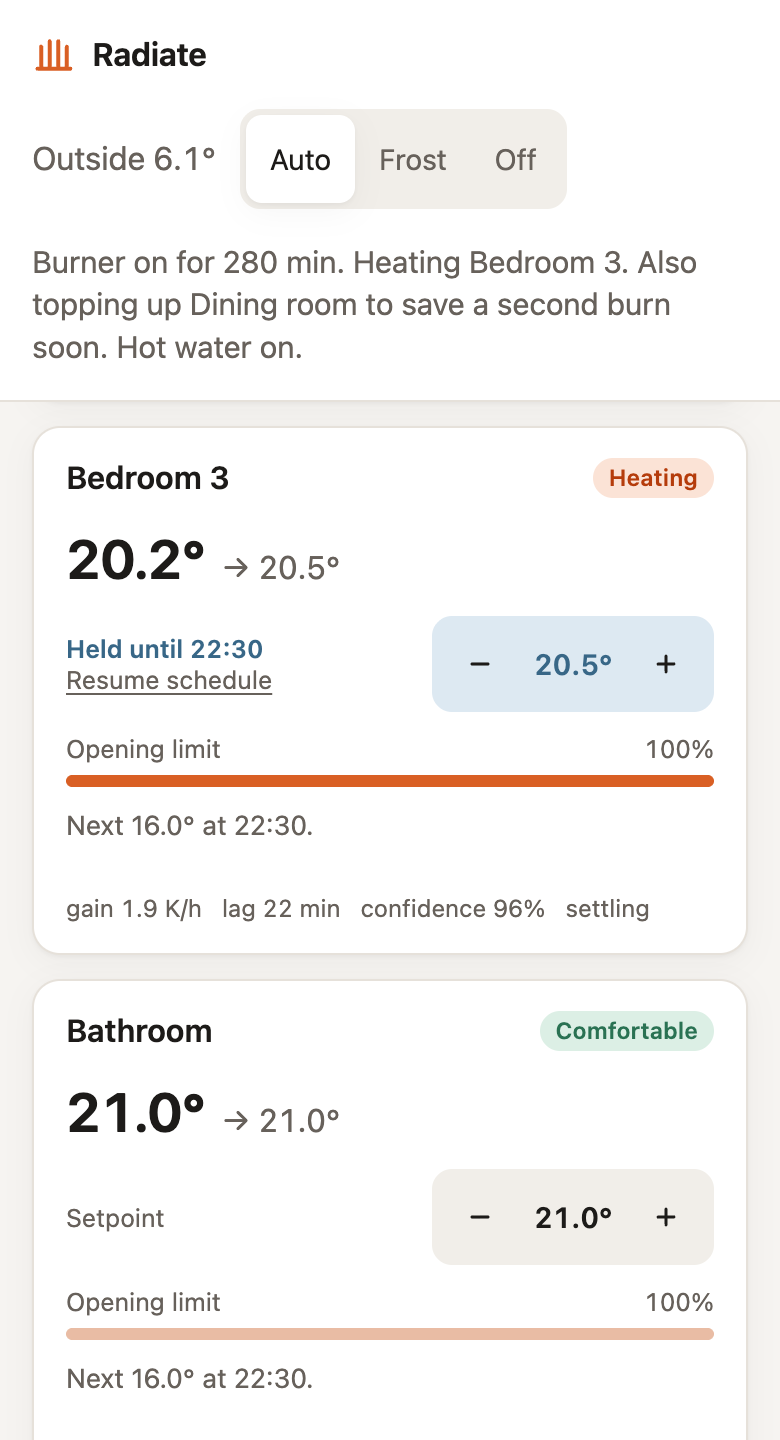 Radiate
Outside 6.1° Auto Frost Off
Burner on for 280 min. Heating Bedroom 3. Also
topping up Dining room to save a second burn
soon. Hot water on.
Bedroom 3 Heating
20.2° → 20.5°
Held until 22:30
Resume schedule
− 20.5° +
Opening limit 100%
Next 16.0° at 22:30.
gain 1.9 K/h lag 22 min confidence 96% settling
Bathroom Comfortable
21.0° → 21.0°
Setpoint − 21.0° +
Opening limit 100%
Next 16.0° at 22:30.